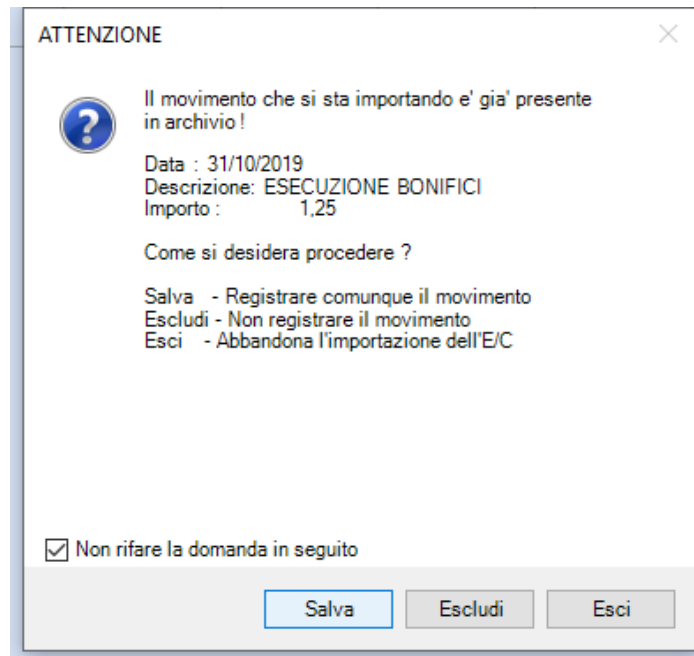 ATTENZIONE
Il movimento che si sta importando e' gia' presente
in archivio !
Data : 31/10/2019
Descrizione: ESECUZIONE BONIFICI
Importo : 1,25
Come si desidera procedere ?
Salva - Registrare comunque il movimento
Escludi - Non registrare il movimento
Esci - Abbandona l'importazione dell'E/C
Non rifare la domanda in seguito
Salva Escludi Esci